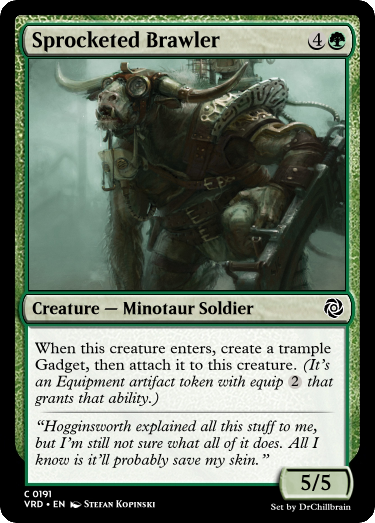 Sprocketed Brawler 4
Creature — Minotaur Soldier
When this creature enters, create a trample
Gadget, then attach it to this creature. (It's
an Equipment artifact token with equip 2 that
grants that ability.)
“Hogginsworth explained all this stuff to me,
but I'm still not sure what all of it does. All I
know is it'll probably save my skin.”
5/5
C 0191
VRD • EN Stefan Kopinski
Set by DrChillbrain